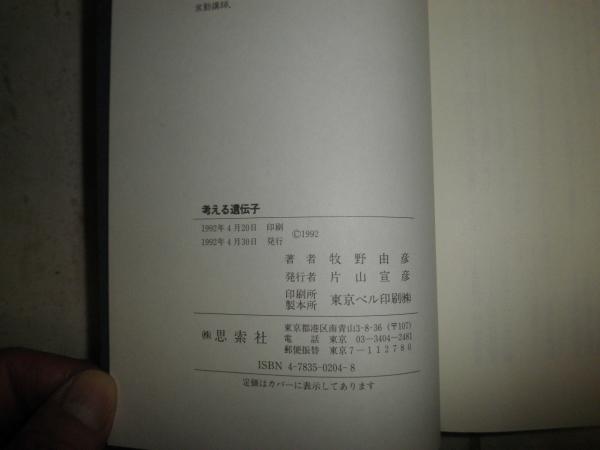 常勤講師。
考える遺伝子
1992年4月20日 印刷
1992年4月30日 発行
©1992
著者 牧野由彦
発行者 片山宣彦
印刷所
製本所
東京ベル印刷㈱
㈱思索社
東京都港区南青山3-8-36(〒107)
電話 東京 03-3404-2481
郵便振替 東京7-112780
ISBN 4-7835-0204-8
定価はカバーに表示してあります